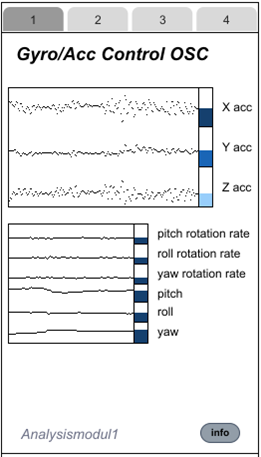 1 2 3 4
Gyro/Acc Control OSC
X acc
Y acc
Z acc
pitch rotation rate
roll rotation rate
yaw rotation rate
pitch
roll
yaw
Analysismodul1 info